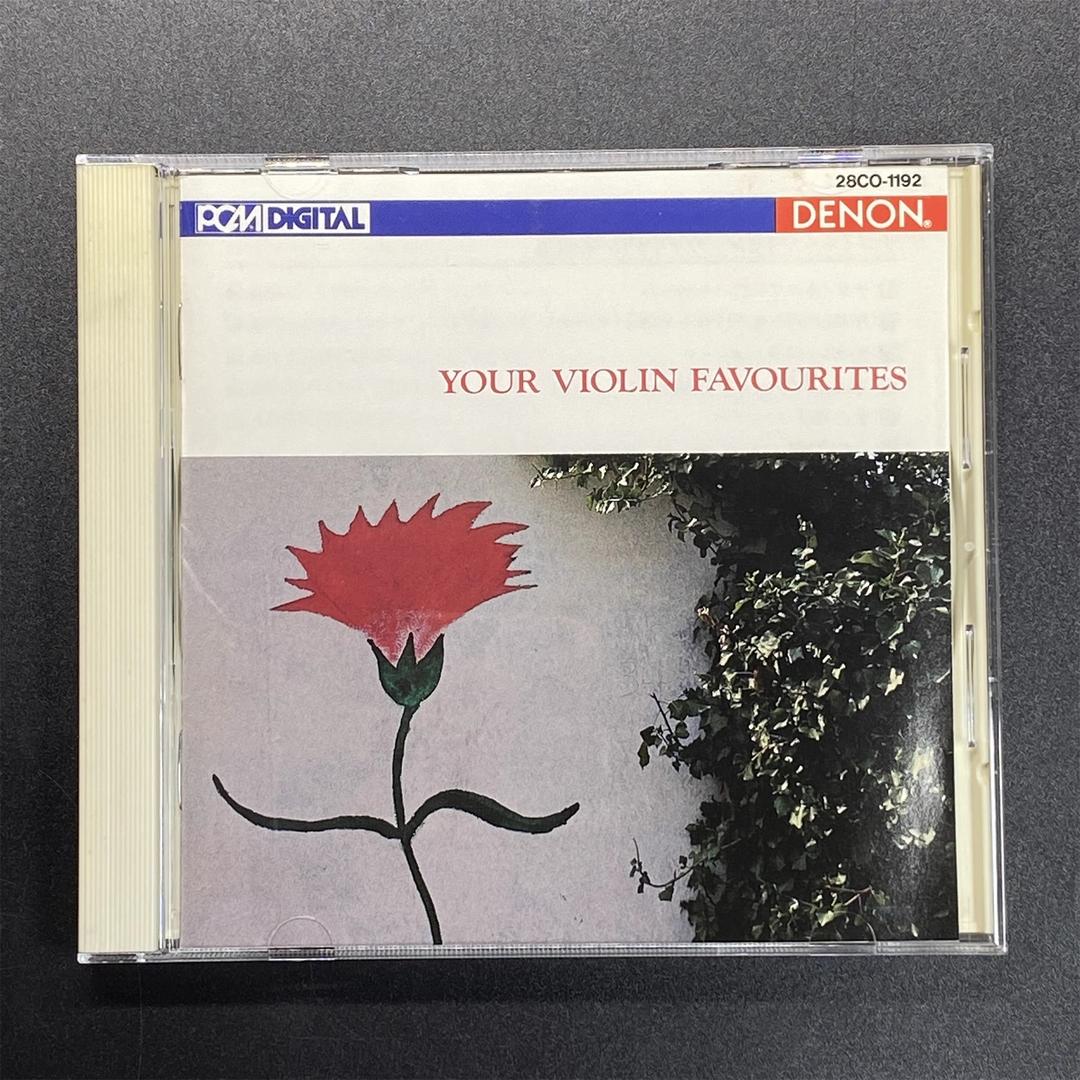 28CO-1192
PCM DIGITAL
DENON®
YOUR VIOLIN FAVOURITES